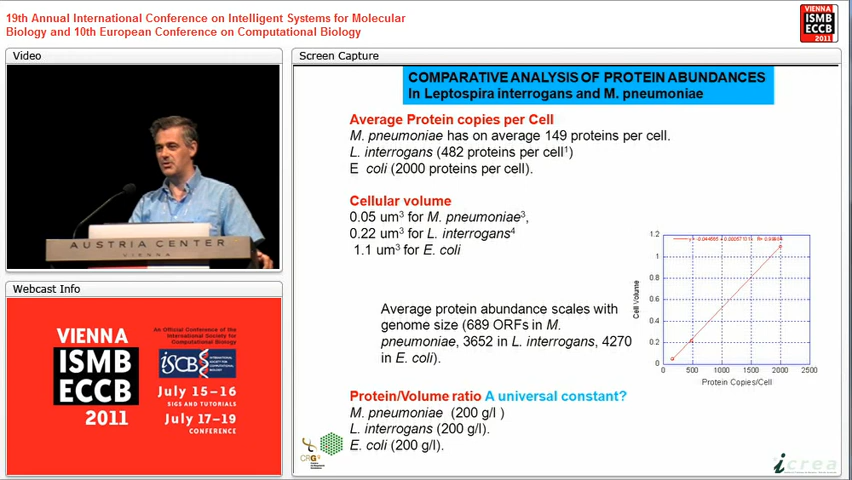 19th Annual International Conference on Intelligent Systems for Molecular
Biology and 10th European Conference on Computational Biology
VIENNA
ISMB
ECCB
2011
Video
Screen Capture
AUSTRIA CENTER
VIENNA
Webcast Info
VIENNA
ISMB
ECCB
2011
An Official Conference of the
International Society for
Computational Biology
ISCB
INTERNATIONAL
SOCIETY FOR
COMPUTATIONAL
BIOLOGY
July 15–16
SIGS AND TUTORIALS
July 17–19
CONFERENCE
COMPARATIVE ANALYSIS OF PROTEIN ABUNDANCES
In Leptospira interrogans and M. pneumoniae
Average Protein copies per Cell
M. pneumoniae has on average 149 proteins per cell.
L. interrogans (482 proteins per cell¹)
E coli (2000 proteins per cell).
Cellular volume
0.05 um³ for M. pneumoniae³,
0.22 um³ for L. interrogans⁴
1.1 um³ for E. coli
Average protein abundance scales with
genome size (689 ORFs in M.
pneumoniae, 3652 in L. interrogans, 4270
in E. coli).
Protein/Volume ratio A universal constant?
M. pneumoniae (200 g/l )
L. interrogans (200 g/l).
E. coli (200 g/l).
Cell Volume
1.2
1
0.8
0.6
0.4
0.2
0
0 500 1000 1500 2000 2500
Protein Copies/Cell
CRG
icrea